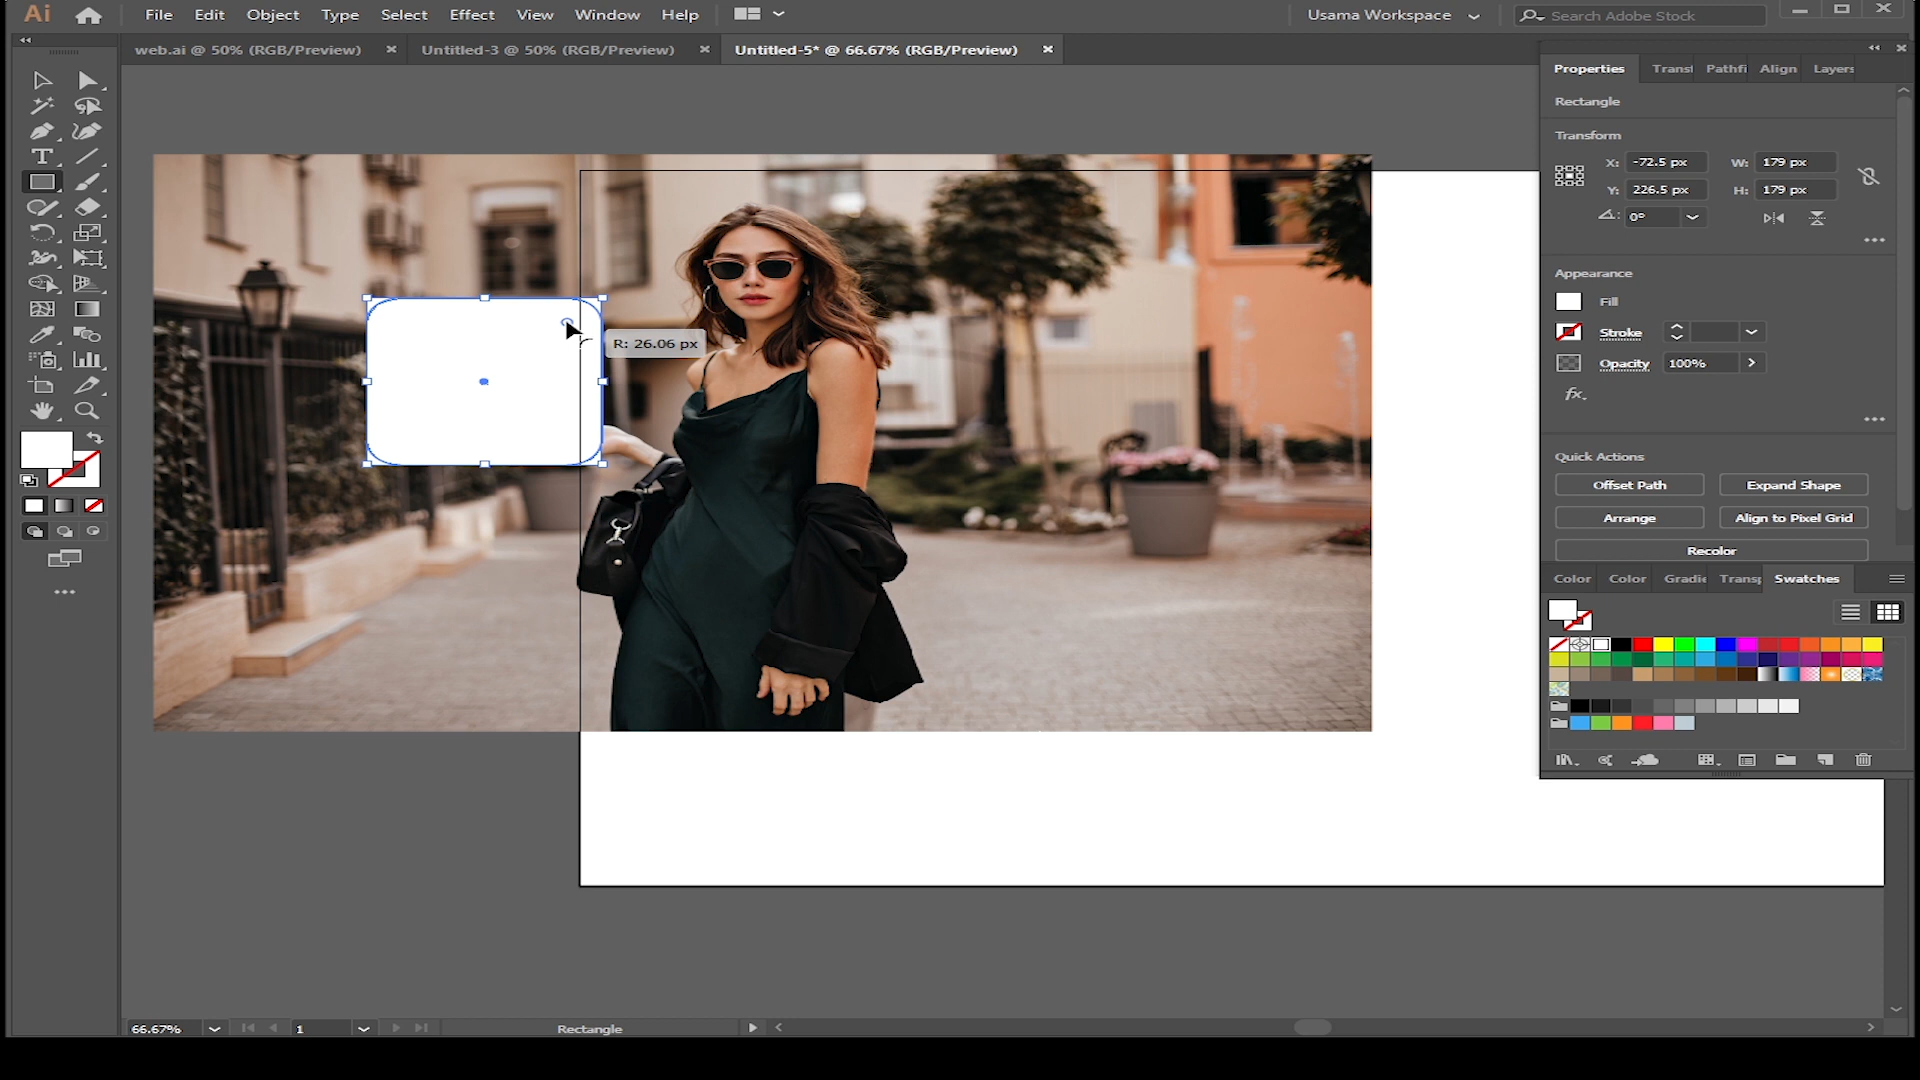 Ai File Edit Object Type Select Effect View Window Help Usama Workspace Search Adobe Stock
web.ai @ 50% (RGB/Preview) Untitled-3 @ 50% (RGB/Preview) Untitled-5* @ 66.67% (RGB/Preview)
Properties Transf Pathfi Align Layers
Rectangle
Transform
X: -72.5 px W: 179 px
Y: 226.5 px H: 179 px
0°
Appearance
Fill
Stroke
Opacity 100%
fx.
R: 26.06 px
Quick Actions
Offset Path Expand Shape
Arrange Align to Pixel Grid
Recolor
Color Color Gradie Transp Swatches
66.67% 1 Rectangle